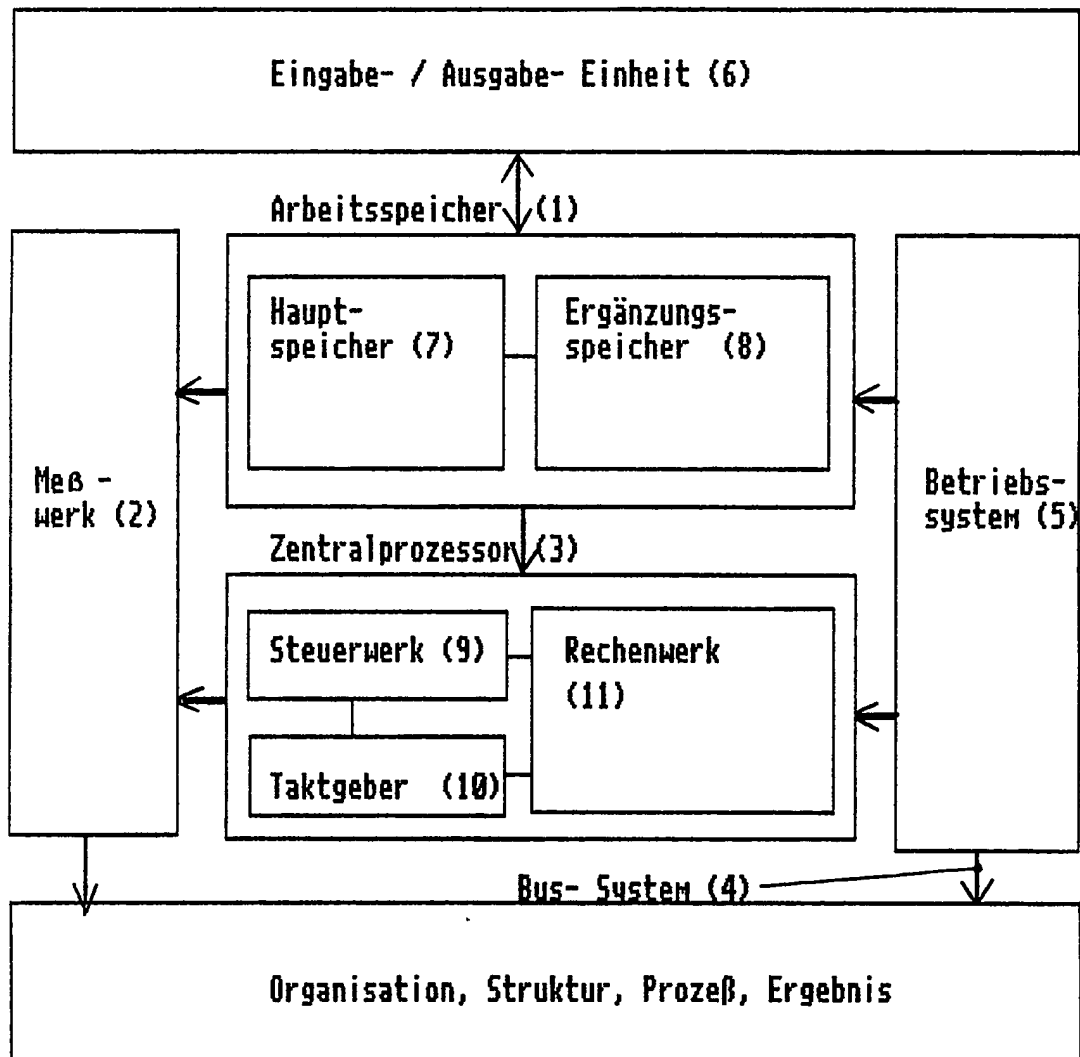 Eingabe- / Ausgabe- Einheit (6)
Arbeitsspeicher (1)
Haupt-
speicher (7)
Ergänzungs-
speicher (8)
Meß -
werk (2)
Betriebs-
system (5)
Zentralprozessor (3)
Steuerwerk (9)
Rechenwerk
(11)
Taktgeber (10)
Bus- System (4)
Organisation, Struktur, Prozeß, Ergebnis